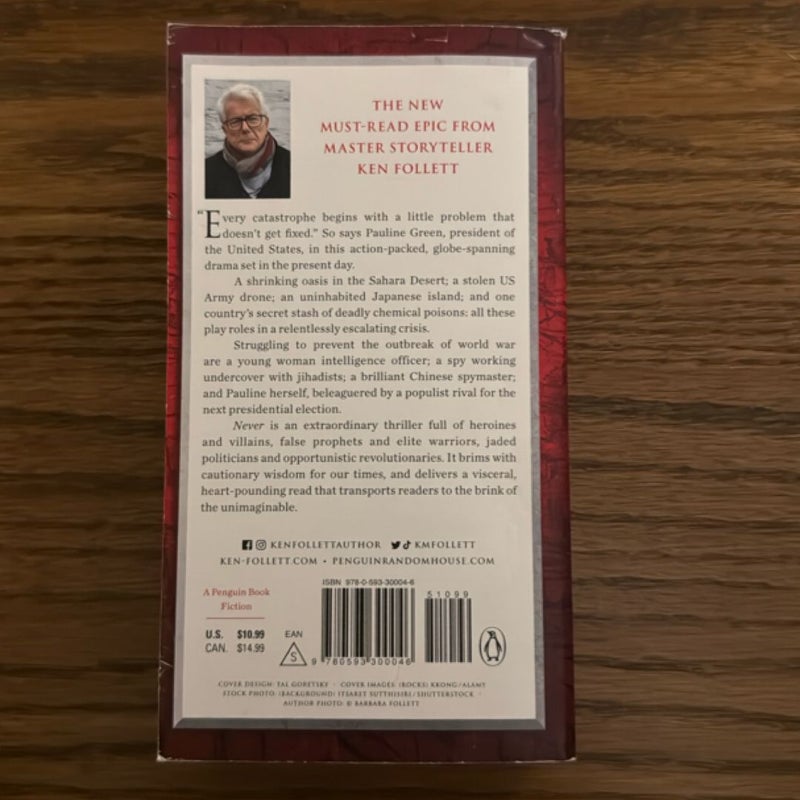 THE NEW
MUST-READ EPIC FROM
MASTER STORYTELLER
KEN FOLLETT
“Every catastrophe begins with a little problem that
doesn’t get fixed.” So says Pauline Green, president of
the United States, in this action-packed, globe-spanning
drama set in the present day.
A shrinking oasis in the Sahara Desert; a stolen US
Army drone; an uninhabited Japanese island; and one
country’s secret stash of deadly chemical poisons: all these
play roles in a relentlessly escalating crisis.
Struggling to prevent the outbreak of world war
are a young woman intelligence officer; a spy working
undercover with jihadists; a brilliant Chinese spymaster;
and Pauline herself, beleaguered by a populist rival for the
next presidential election.
Never is an extraordinary thriller full of heroines
and villains, false prophets and elite warriors, jaded
politicians and opportunistic revolutionaries. It brims with
cautionary wisdom for our times, and delivers a visceral,
heart-pounding read that transports readers to the brink of
the unimaginable.
KENFOLLETTAUTHOR KMFOLLETT
KEN-FOLLETT.COM • PENGUINRANDOMHOUSE.COM
A Penguin Book
Fiction
U.S. $10.99
CAN. $14.99
EAN
S
ISBN 978-0-593-30004-6
51099
9 780593 300046
COVER DESIGN: TAL GORETSKY · COVER IMAGES: (ROCKS) KKONG/ALAMY
STOCK PHOTO; (BACKGROUND) ITSARET SUTTHISIRI/SHUTTERSTOCK ·
AUTHOR PHOTO: © BARBARA FOLLETT